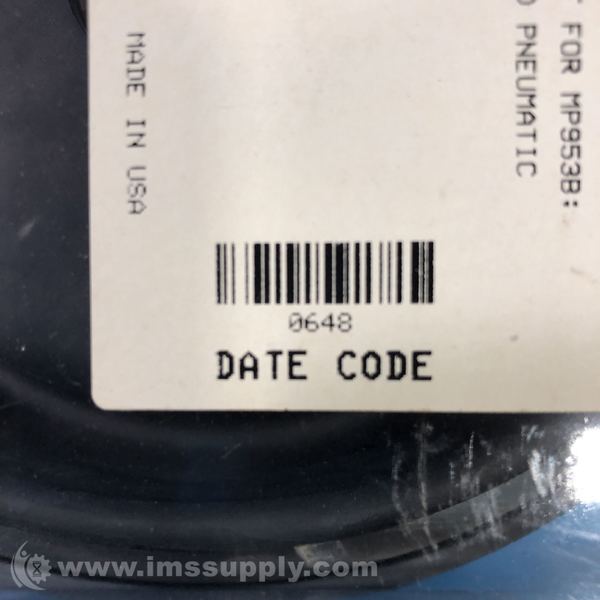 FOR MP953B:
PNEUMATIC
MADE IN USA
0648
DATE CODE
www.imssupply.com